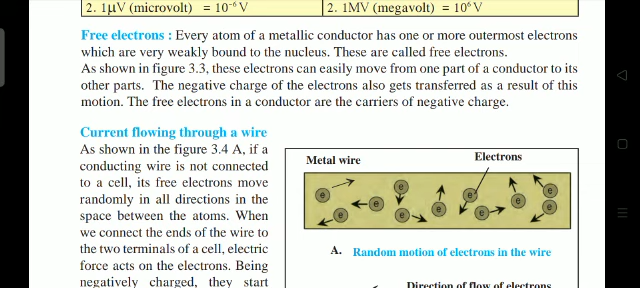 2. 1μV (microvolt) = 10⁻⁶ V
2. 1MV (megavolt) = 10⁶ V
Free electrons : Every atom of a metallic conductor has one or more outermost electrons
which are very weakly bound to the nucleus. These are called free electrons.
As shown in figure 3.3, these electrons can easily move from one part of a conductor to its
other parts. The negative charge of the electrons also gets transferred as a result of this
motion. The free electrons in a conductor are the carriers of negative charge.
Current flowing through a wire
As shown in the figure 3.4 A, if a
conducting wire is not connected
to a cell, its free electrons move
randomly in all directions in the
space between the atoms. When
we connect the ends of the wire to
the two terminals of a cell, electric
force acts on the electrons. Being
negatively charged, they start
Metal wire
Electrons
e e e e e e e e e e e
A. Random motion of electrons in the wire
Direction of flow of electrons